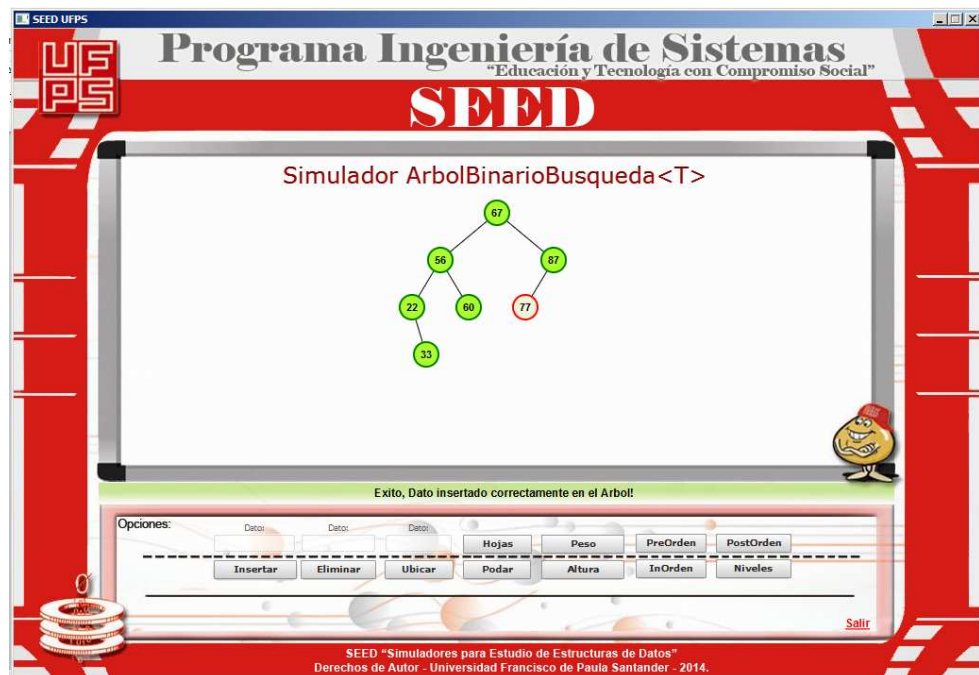 SEED UFPS
UF
PS
Programa Ingeniería de Sistemas
“Educación y Tecnología con Compromiso Social”
SEED
Simulador ArbolBinarioBusqueda<T>
67
56 87
22 60 77
33
Exito, Dato insertado correctamente en el Arbol!
Opciones:
Dato: Dato: Dato:
Hojas Peso PreOrden PostOrden
Insertar Eliminar Ubicar Podar Altura InOrden Niveles
Salir
SEED “Simuladores para Estudio de Estructuras de Datos”
Derechos de Autor - Universidad Francisco de Paula Santander - 2014.